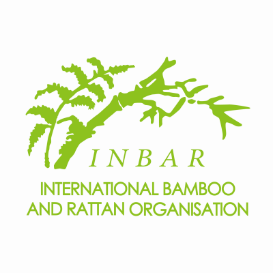 INBAR
INTERNATIONAL BAMBOO
AND RATTAN ORGANISATION